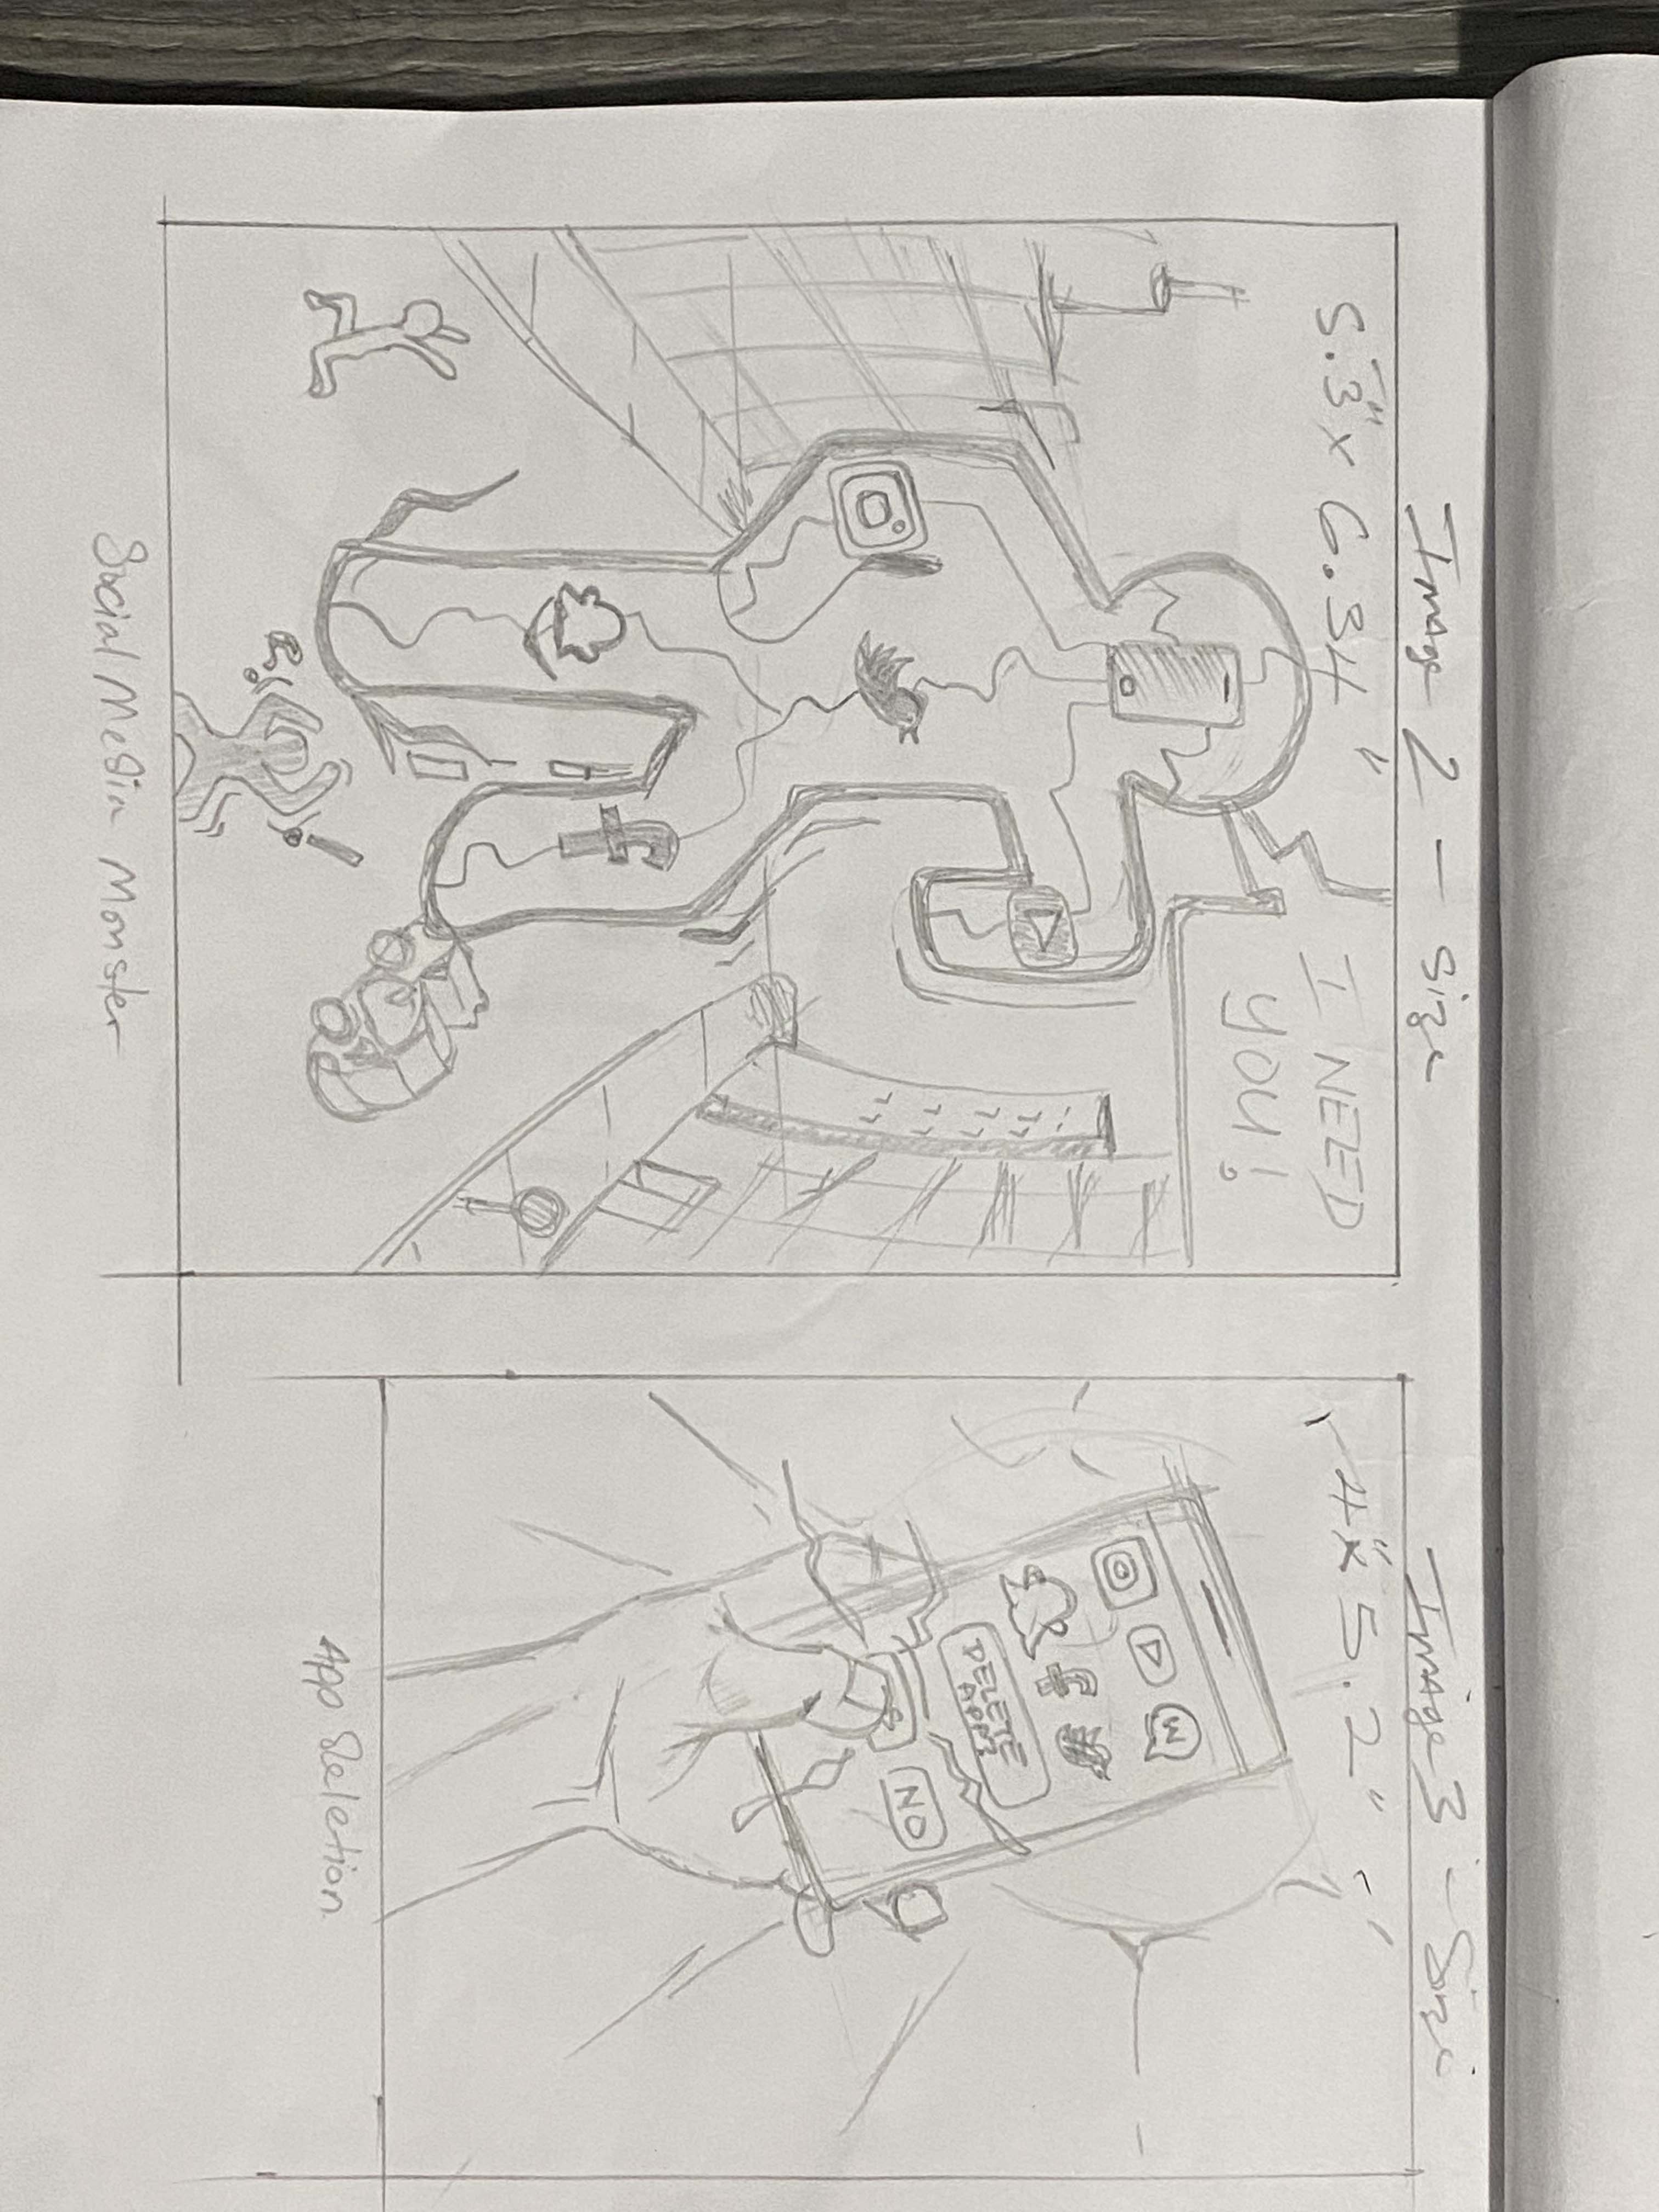 Image 2 - Size
5.3" x 6.34"
I NEED
YOU!
f
Social Media Monster
Image 3 - Size
4" x 5.2"
W
f
DELETE
APP?
NO
App Deletion